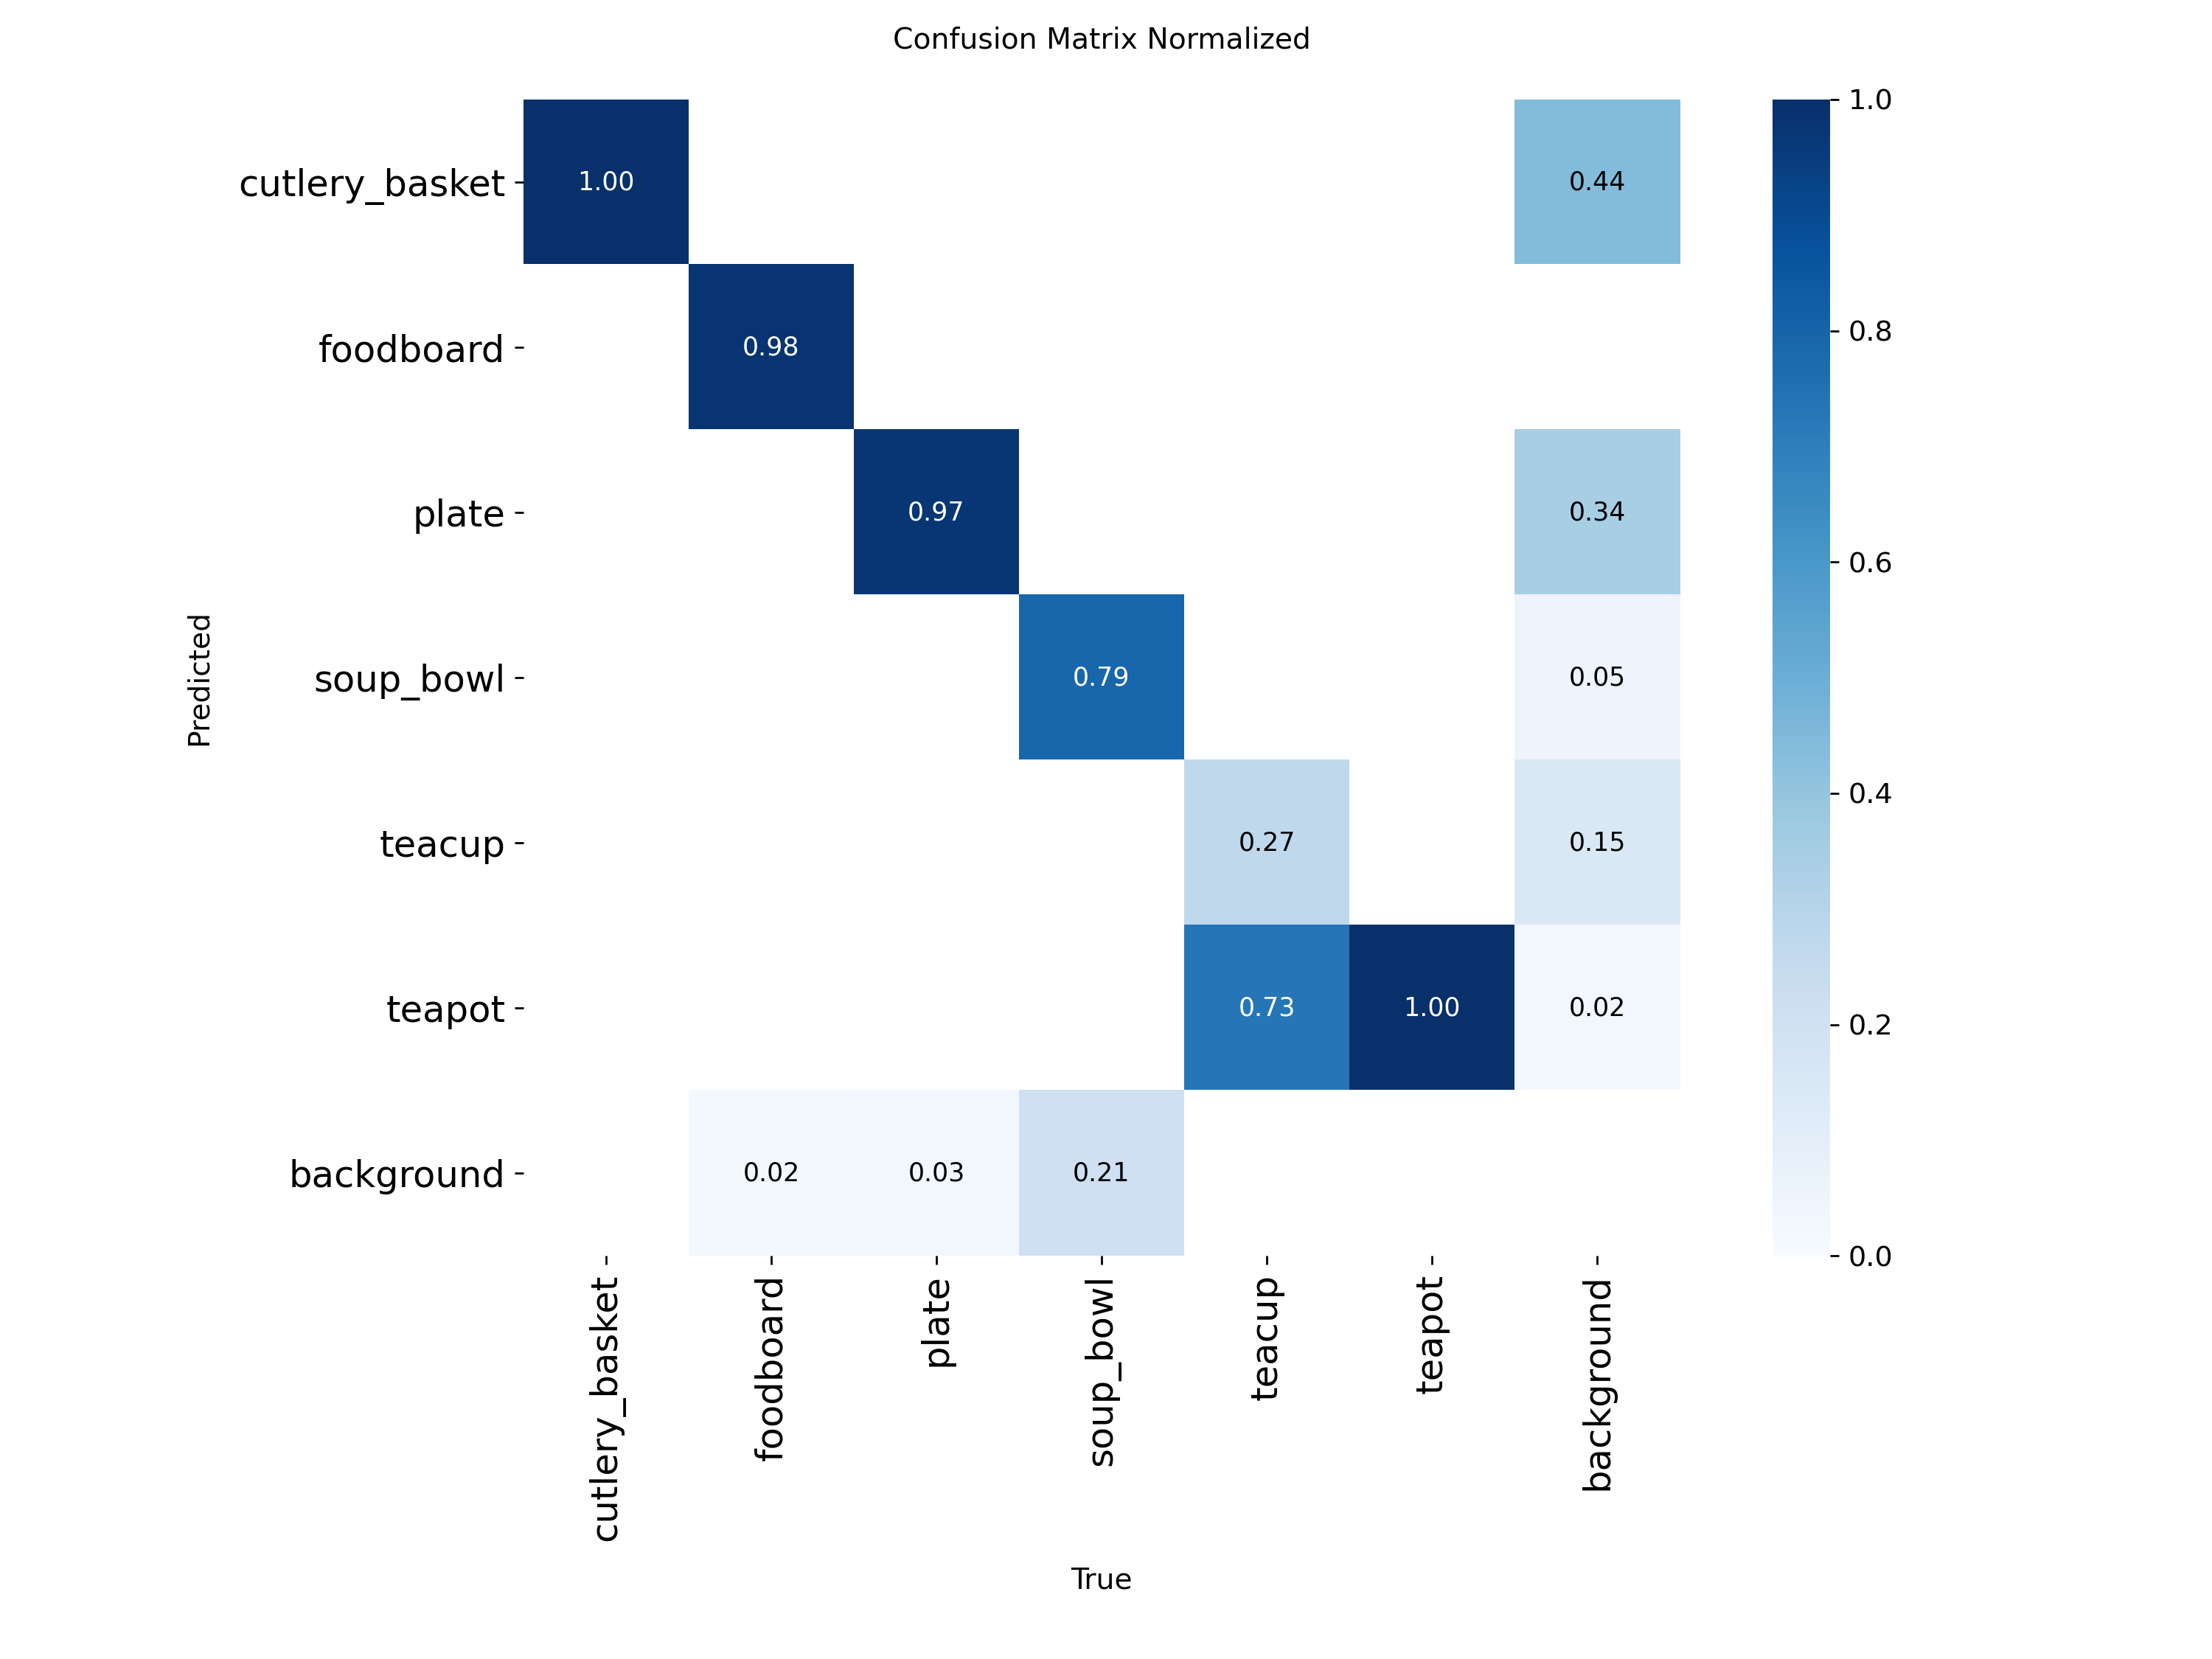 Confusion Matrix Normalized
cutlery_basket 1.00 0.44
foodboard 0.98
plate 0.97 0.34
soup_bowl 0.79 0.05
teacup 0.27 0.15
teapot 0.73 1.00 0.02
background 0.02 0.03 0.21
Predicted
cutlery_basket
foodboard
plate
soup_bowl
teacup
teapot
background
True
1.0
0.8
0.6
0.4
0.2
0.0